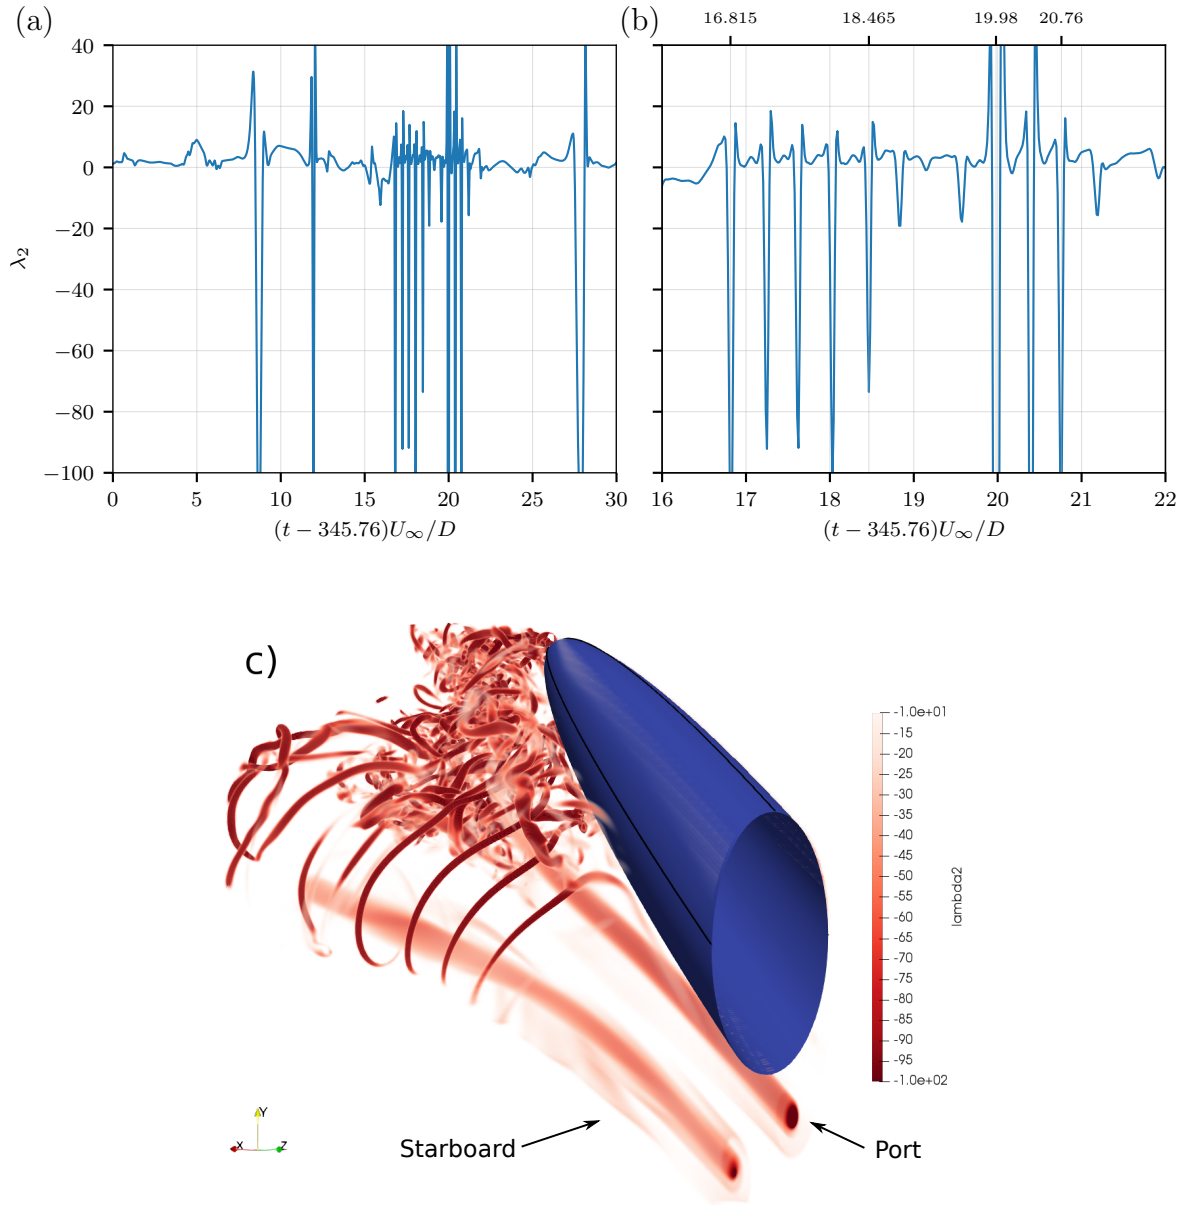 (a)
(b)
16.815 18.465 19.98 20.76
40
20
0
−20
−40
−60
−80
−100
λ₂
0 5 10 15 20 25 30
(t − 345.76)U∞/D
16 17 18 19 20 21 22
(t − 345.76)U∞/D
c)
-1.0e+01
-15
-20
-25
-30
-35
-40
-45
-50
-55
-60
-65
-70
-75
-80
-85
-90
-95
-1.0e+02
lambda2
Y
X Z
Starboard
Port